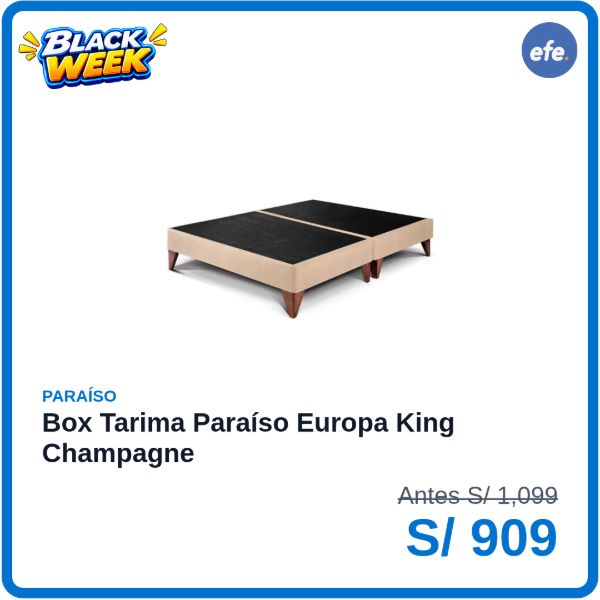 BLACK
WEEK
efe.
PARAÍSO
Box Tarima Paraíso Europa King
Champagne
Antes S/ 1,099
S/ 909